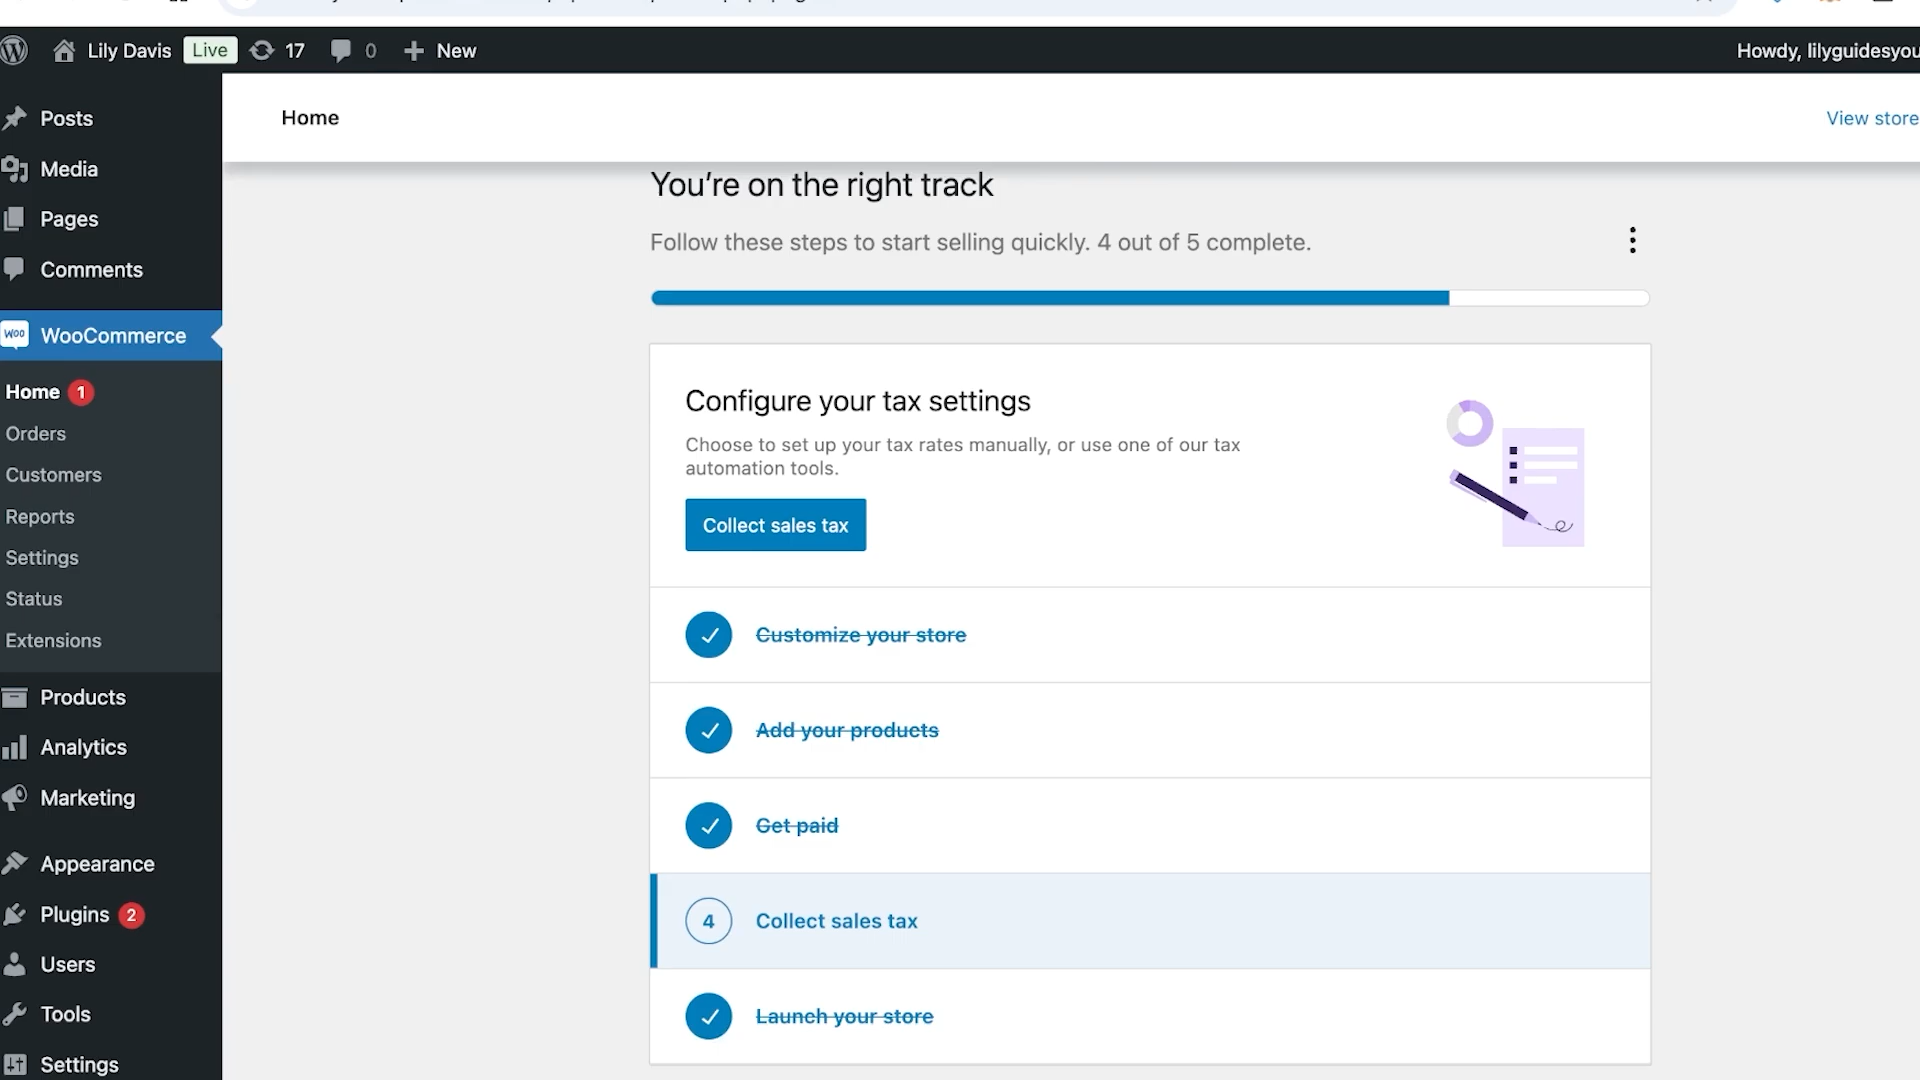 Lily Davis Live 17 0 New
Howdy, lilyguidesyou
Posts
Media
Pages
Comments
WooCommerce
Home 1
Orders
Customers
Reports
Settings
Status
Extensions
Products
Analytics
Marketing
Appearance
Plugins 2
Users
Tools
Settings
Home
View store
You're on the right track
Follow these steps to start selling quickly. 4 out of 5 complete.
Configure your tax settings
Choose to set up your tax rates manually, or use one of our tax
automation tools.
Collect sales tax
Customize your store
Add your products
Get paid
4 Collect sales tax
Launch your store